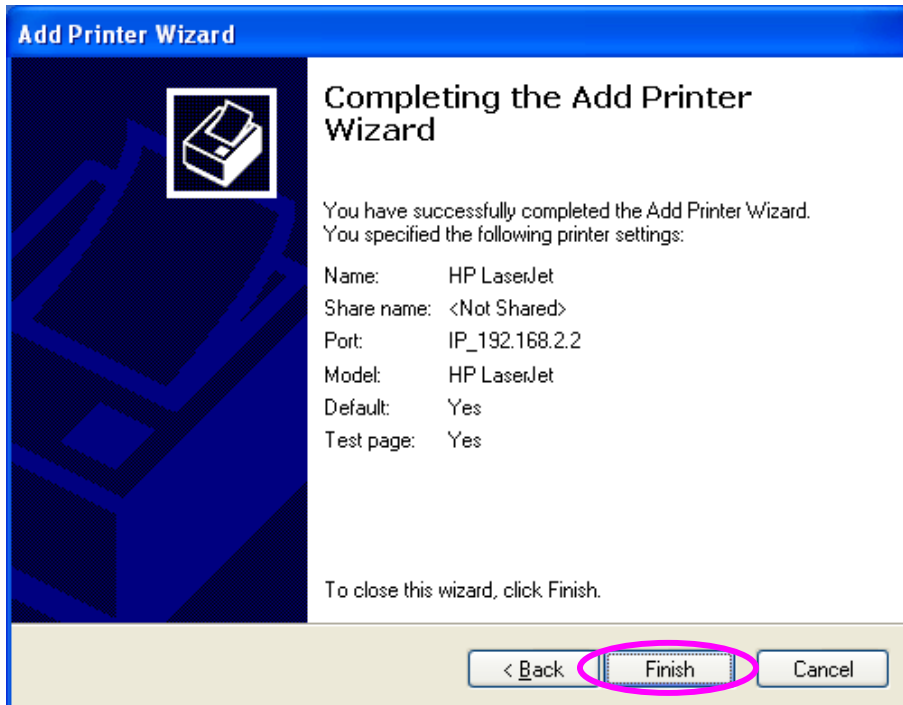 Add Printer Wizard
Completing the Add Printer
Wizard
You have successfully completed the Add Printer Wizard.
You specified the following printer settings:
Name: HP LaserJet
Share name: <Not Shared>
Port: IP_192.168.2.2
Model: HP LaserJet
Default: Yes
Test page: Yes
To close this wizard, click Finish.
< Back Finish Cancel